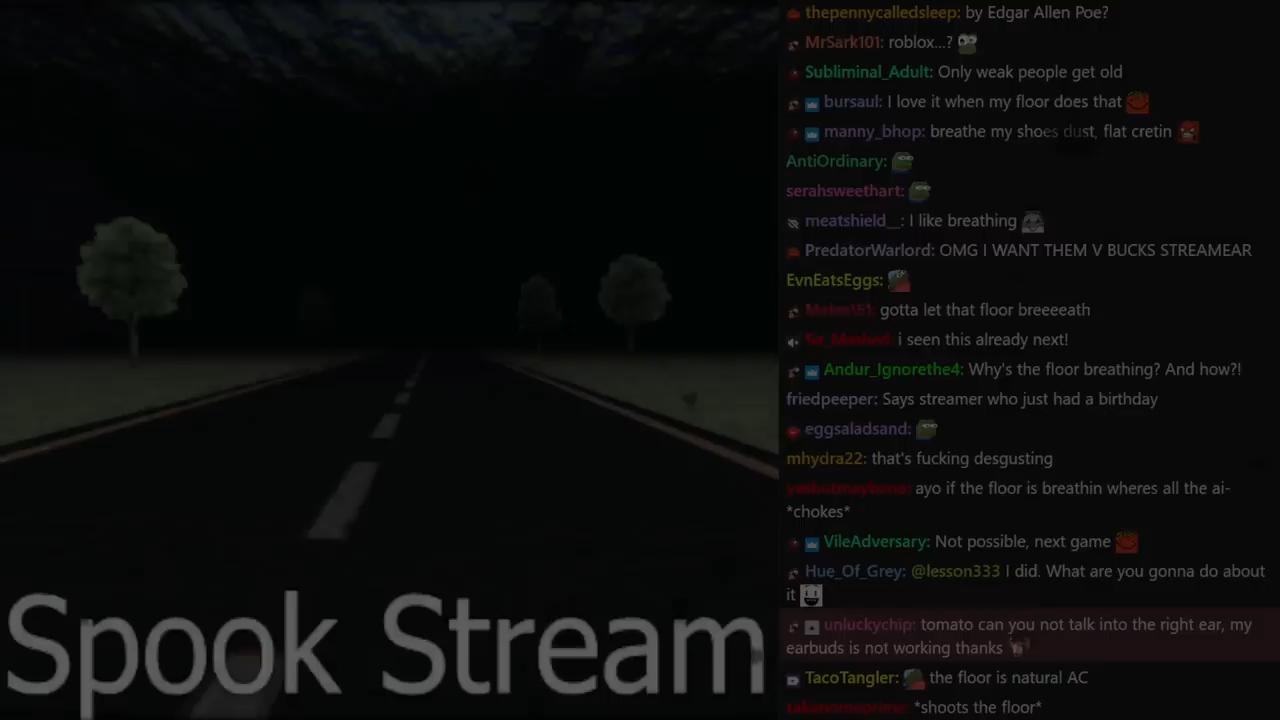 thepennycalledsleep: by Edgar Allen Poe?
MrSark101: roblox...?
Subliminal_Adult: Only weak people get old
bursaul: I love it when my floor does that
manny_bhop: breathe my shoes dust, flat cretin
AntiOrdinary:
serahsweethart:
meatshield__: I like breathing
PredatorWarlord: OMG I WANT THEM V BUCKS STREAMEAR
EvnEatsEggs:
gotta let that floor breeeeath
i seen this already next!
Andur_Ignorethe4: Why's the floor breathing? And how?!
friedpeeper: Says streamer who just had a birthday
eggsaladsand:
mhydra22: that's fucking desgusting
ayo if the floor is breathin wheres all the ai-
*chokes*
VileAdversary: Not possible, next game
Hue_Of_Grey: @lesson333 I did. What are you gonna do about
it
unluckychip: tomato can you not talk into the right ear, my
earbuds is not working thanks
TacoTangler: the floor is natural AC
*shoots the floor*
Spook Stream